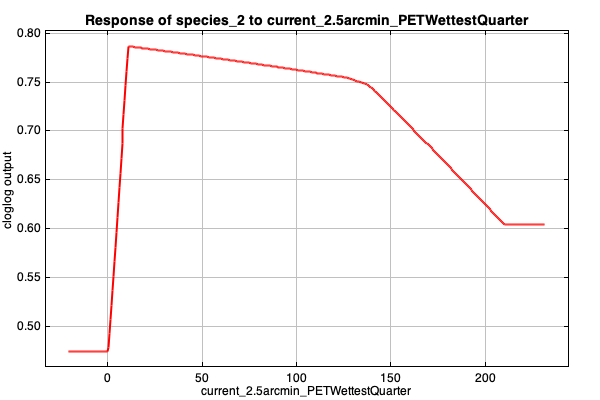 Response of species_2 to current_2.5arcmin_PETWettestQuarter
0.80
0.75
0.70
0.65
0.60
0.55
0.50
cloglog output
0 50 100 150 200
current_2.5arcmin_PETWettestQuarter